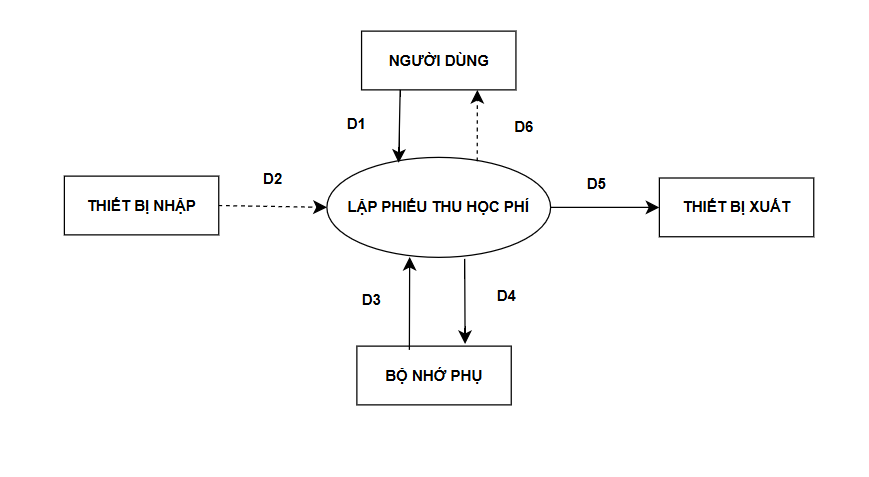 NGƯỜI DÙNG
D1
D6
D2
D5
THIẾT BỊ NHẬP
LẬP PHIẾU THU HỌC PHÍ
THIẾT BỊ XUẤT
D3
D4
BỘ NHỚ PHỤ